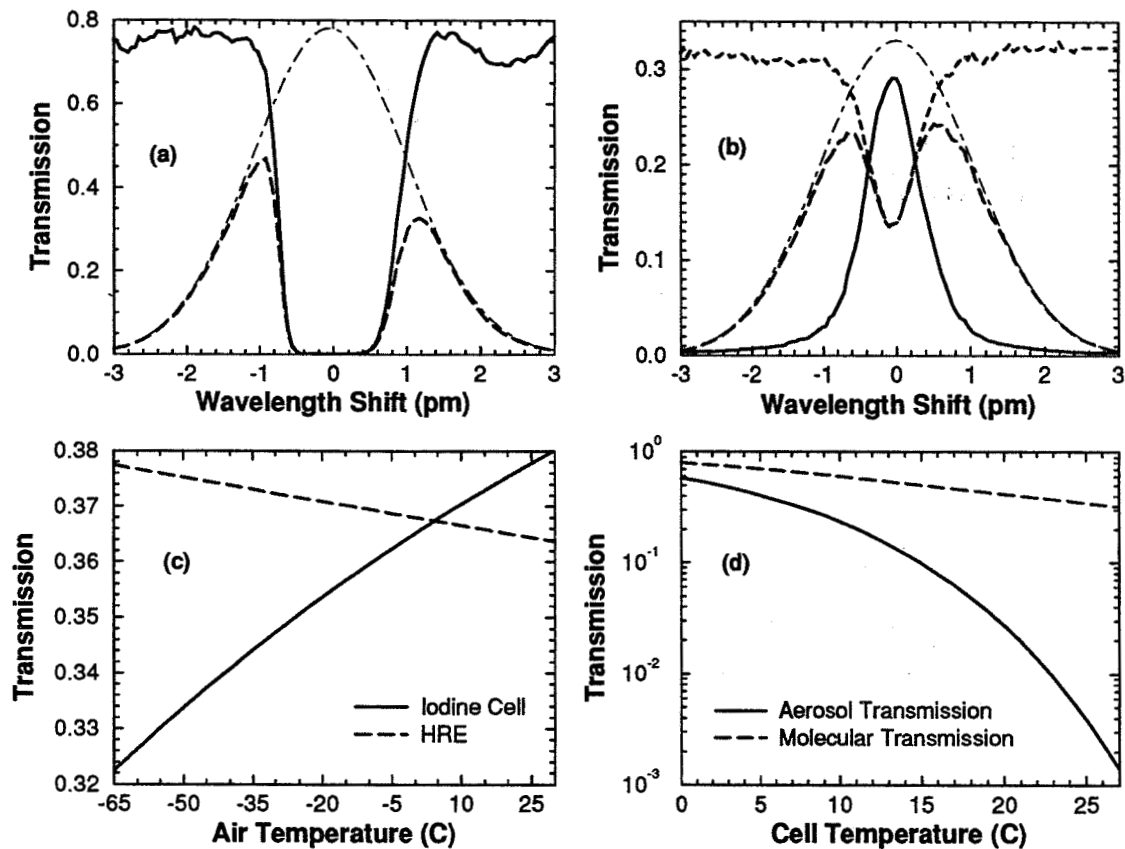 0.8
0.6
0.4
0.2
0.0
Transmission
(a)
-3 -2 -1 0 1 2 3
Wavelength Shift (pm)
0.3
0.2
0.1
0.0
Transmission
(b)
-3 -2 -1 0 1 2 3
Wavelength Shift (pm)
0.38
0.37
0.36
0.35
0.34
0.33
0.32
Transmission
(c)
Iodine Cell
HRE
-65 -50 -35 -20 -5 10 25
Air Temperature (C)
10⁰
10⁻¹
10⁻²
10⁻³
Transmission
(d)
Aerosol Transmission
Molecular Transmission
0 5 10 15 20 25
Cell Temperature (C)